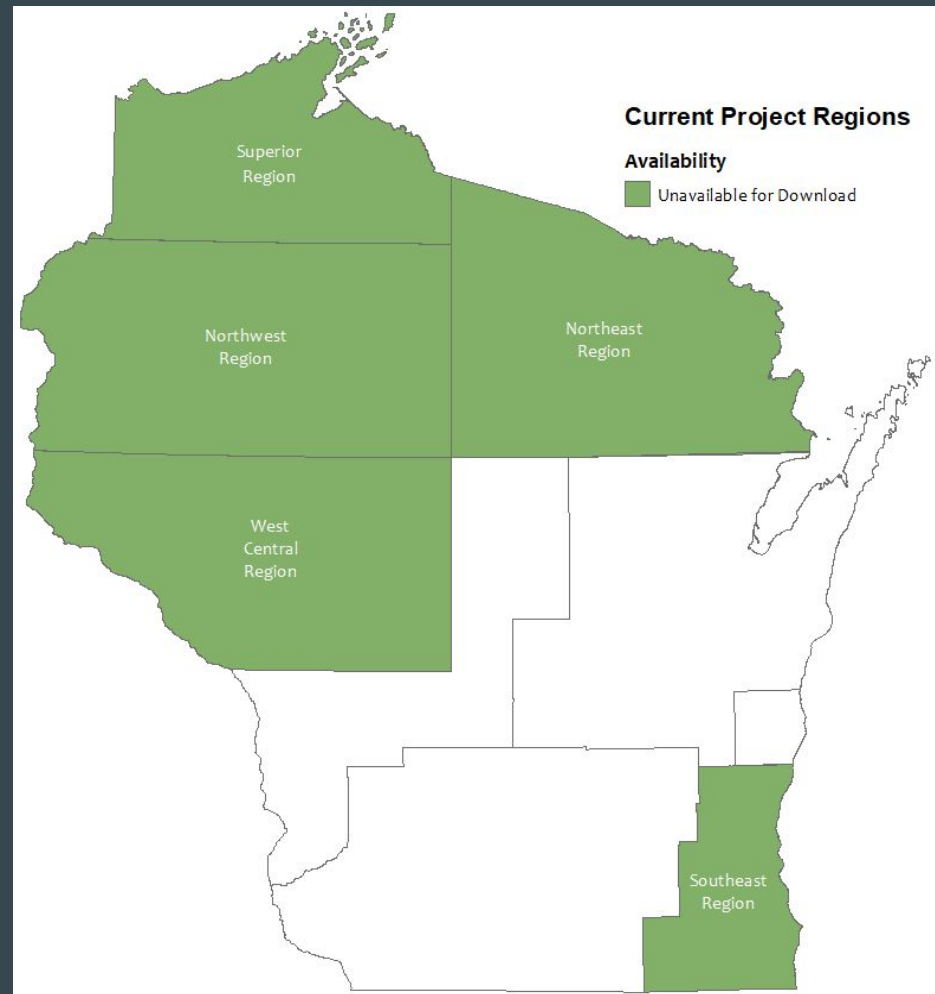 Current Project Regions
Availability
Unavailable for Download
Superior
Region
Northwest
Region
Northeast
Region
West
Central
Region
Southeast
Region